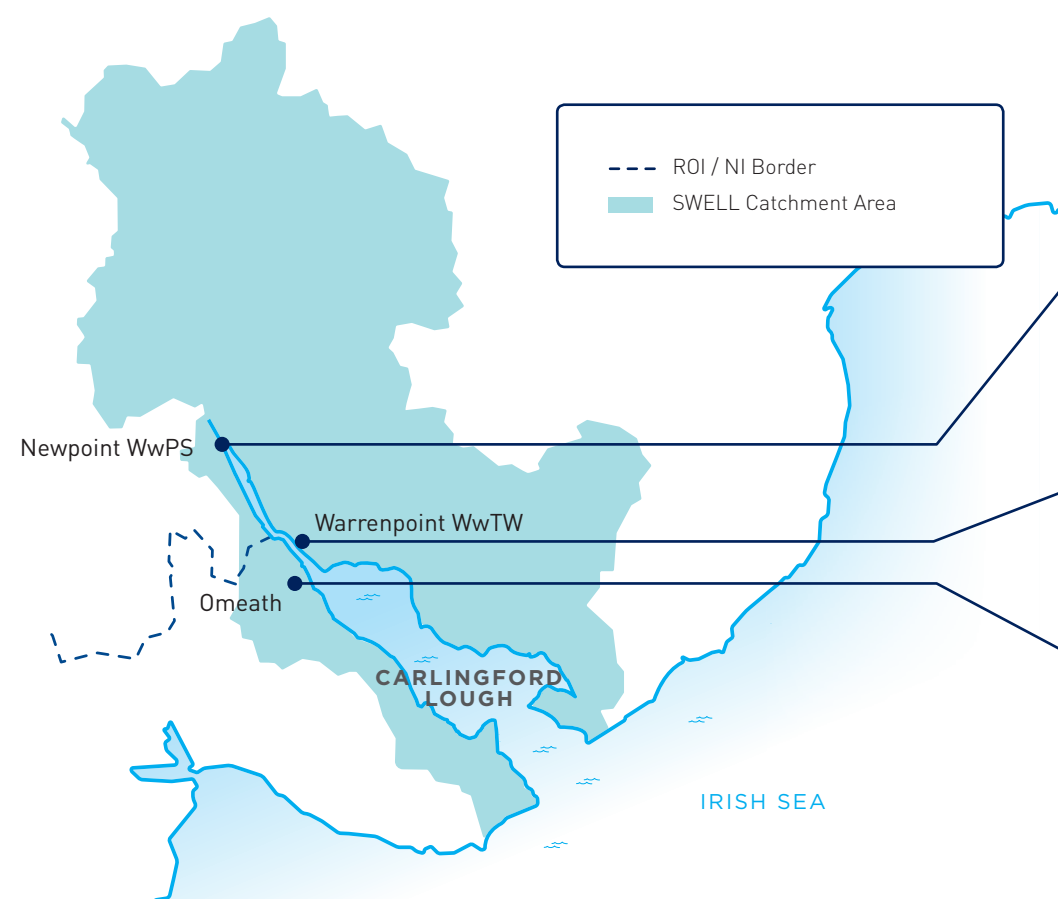 ROI / NI Border
SWELL Catchment Area
Newpoint WwPS
Warrenpoint WwTW
Omeath
CARLINGFORD
LOUGH
IRISH SEA